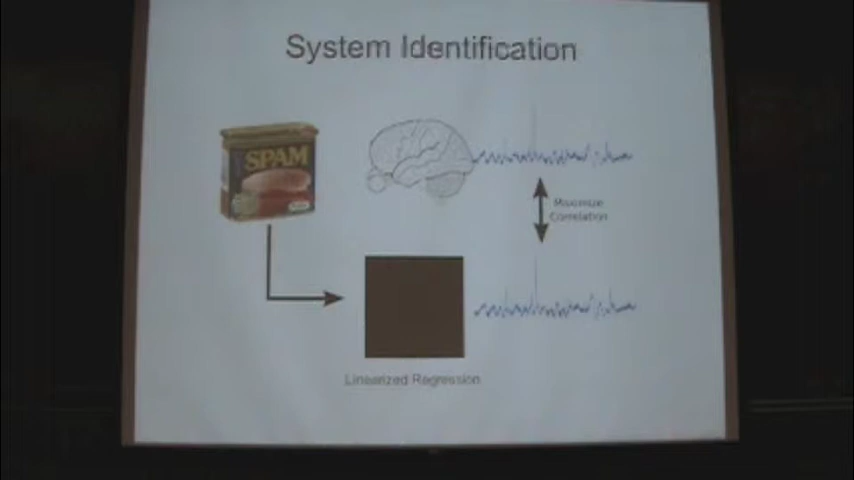 System Identification
SPAM
Maximize
Correlation
Linearized Regression